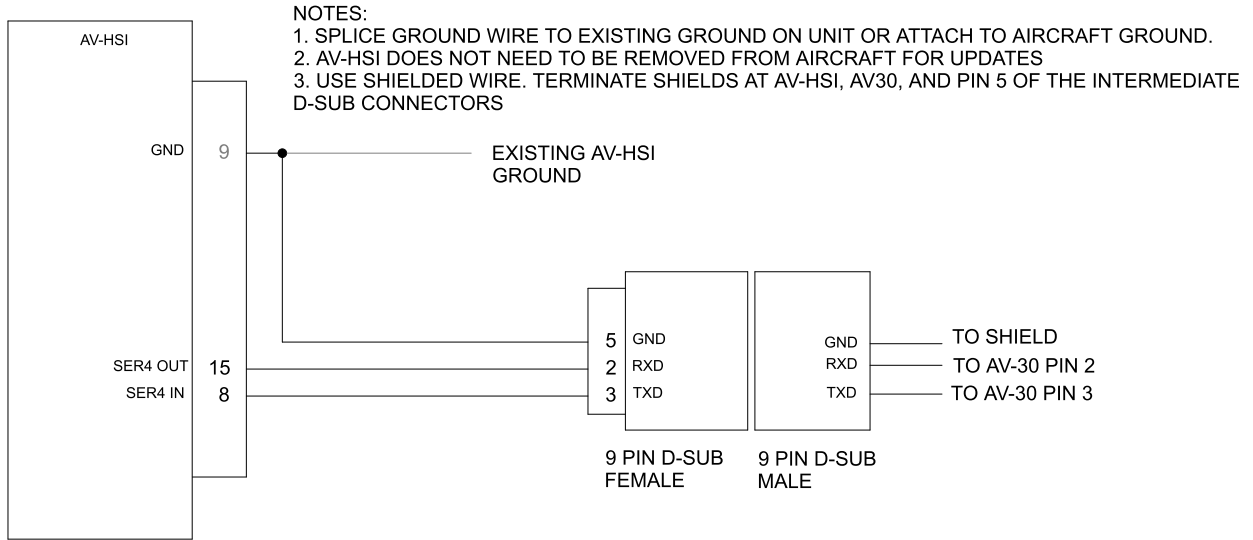 NOTES:
1. SPLICE GROUND WIRE TO EXISTING GROUND ON UNIT OR ATTACH TO AIRCRAFT GROUND.
2. AV-HSI DOES NOT NEED TO BE REMOVED FROM AIRCRAFT FOR UPDATES
3. USE SHIELDED WIRE. TERMINATE SHIELDS AT AV-HSI, AV30, AND PIN 5 OF THE INTERMEDIATE
D-SUB CONNECTORS
AV-HSI
GND 9
EXISTING AV-HSI
GROUND
SER4 OUT 15
SER4 IN 8
5 GND
2 RXD
3 TXD
GND TO SHIELD
RXD TO AV-30 PIN 2
TXD TO AV-30 PIN 3
9 PIN D-SUB
FEMALE
9 PIN D-SUB
MALE